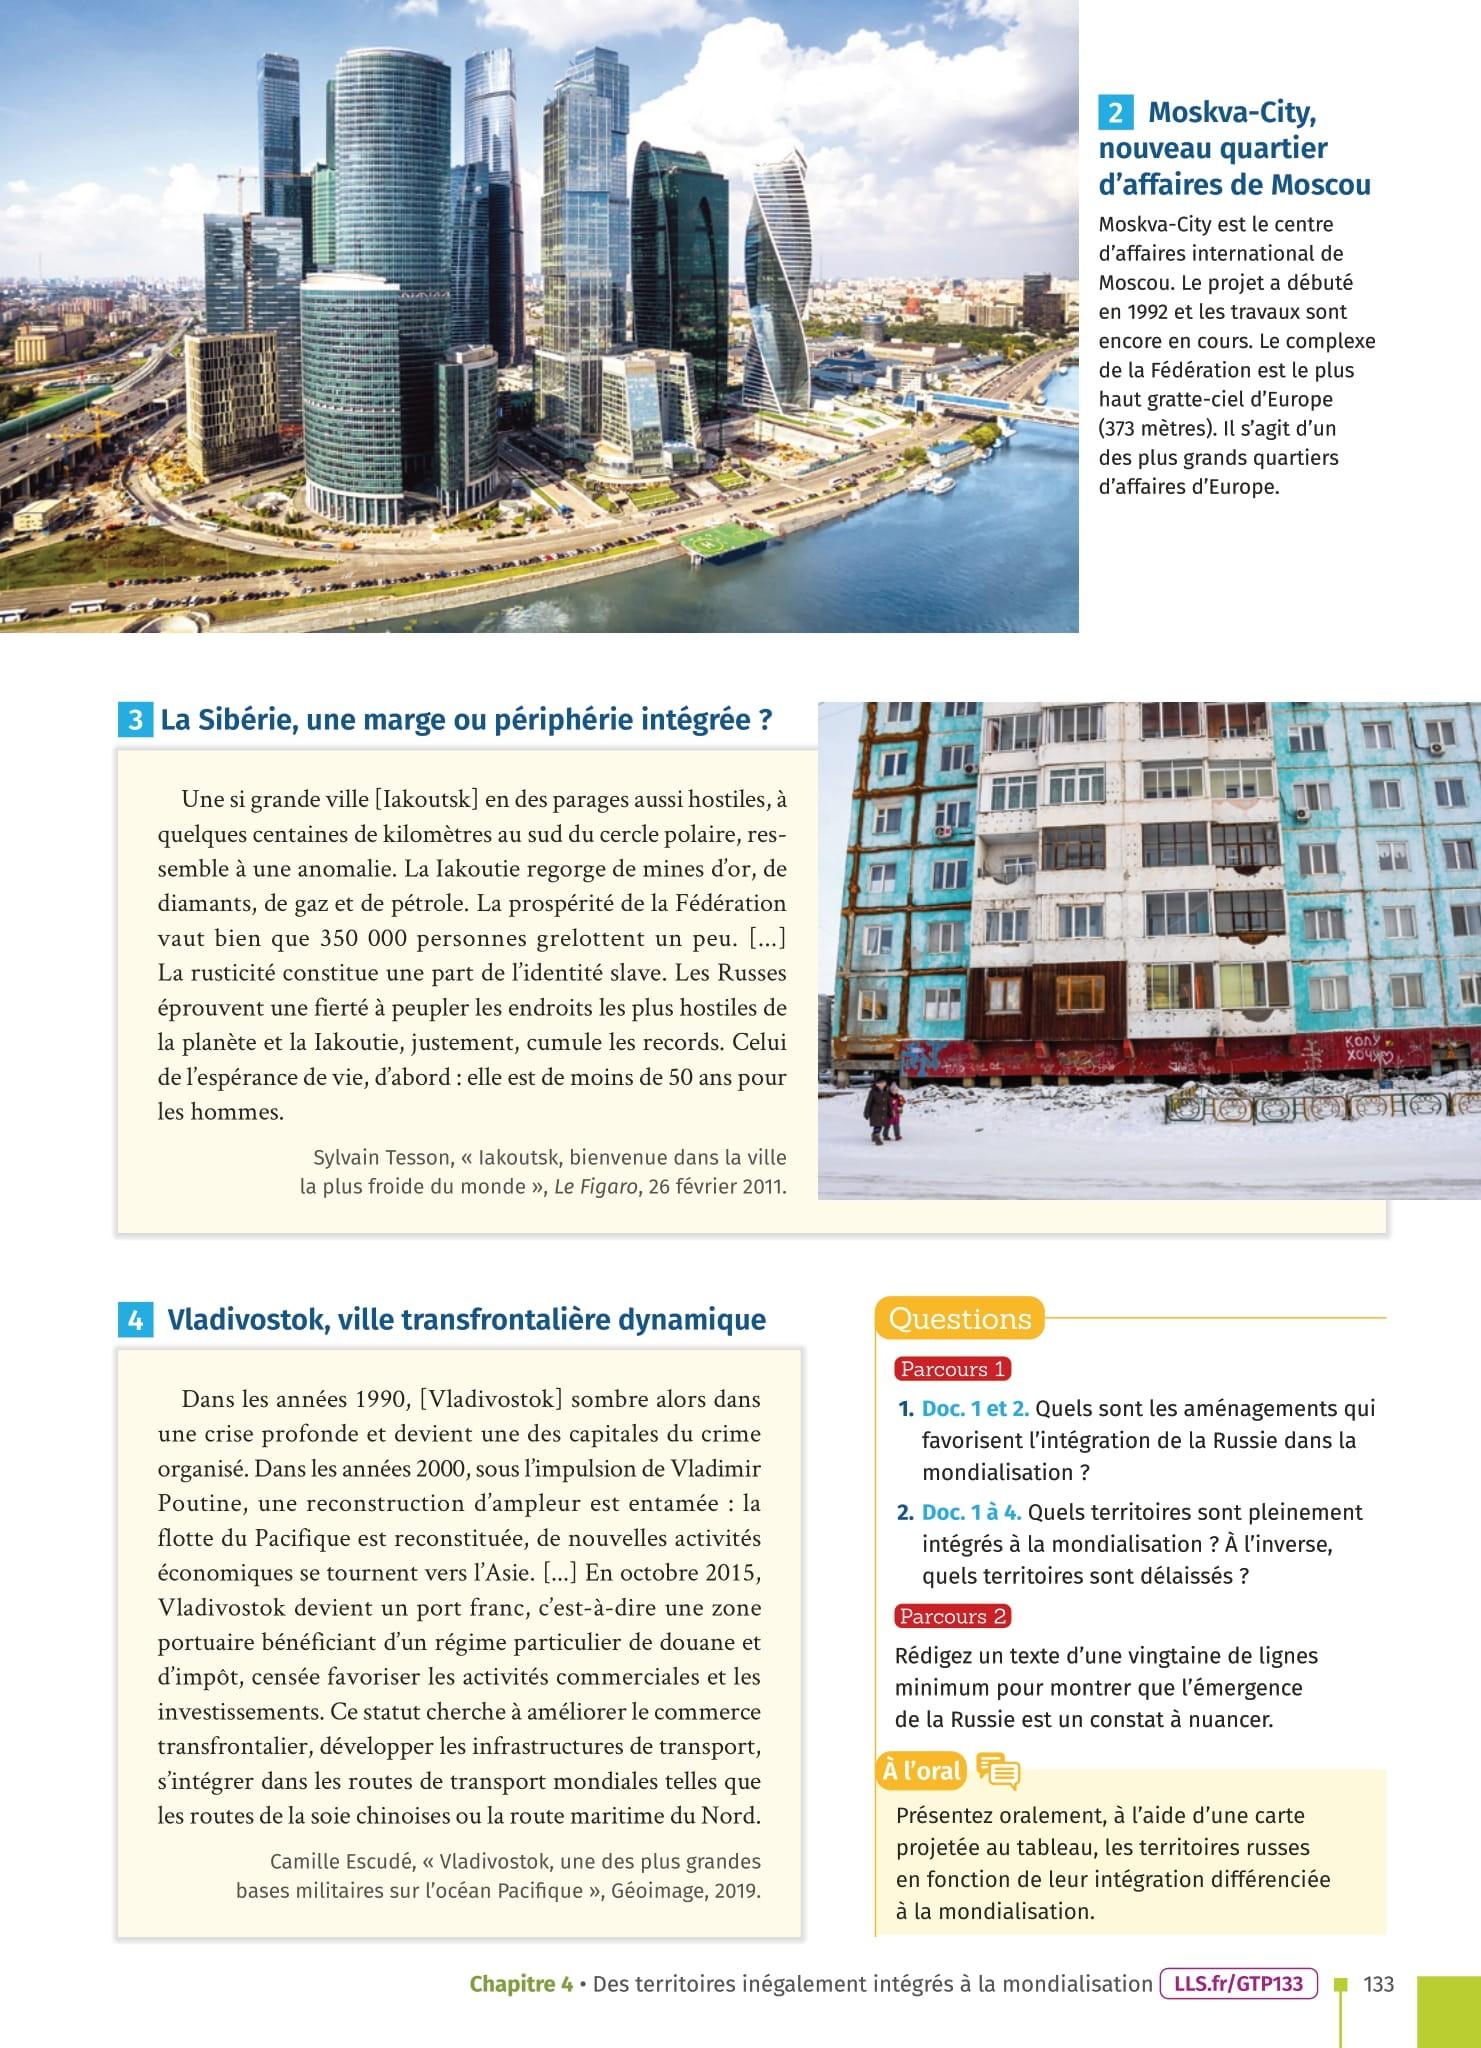 2 Moskva-City,
nouveau quartier
d’affaires de Moscou
Moskva-City est le centre
d’affaires international de
Moscou. Le projet a débuté
en 1992 et les travaux sont
encore en cours. Le complexe
de la Fédération est le plus
haut gratte-ciel d’Europe
(373 mètres). Il s’agit d’un
des plus grands quartiers
d’affaires d’Europe.
3 La Sibérie, une marge ou périphérie intégrée ?
Une si grande ville [Iakoutsk] en des parages aussi hostiles, à
quelques centaines de kilomètres au sud du cercle polaire, res-
semble à une anomalie. La Iakoutie regorge de mines d’or, de
diamants, de gaz et de pétrole. La prospérité de la Fédération
vaut bien que 350 000 personnes grelottent un peu. [...]
La rusticité constitue une part de l’identité slave. Les Russes
éprouvent une fierté à peupler les endroits les plus hostiles de
la planète et la Iakoutie, justement, cumule les records. Celui
de l’espérance de vie, d’abord : elle est de moins de 50 ans pour
les hommes.
Sylvain Tesson, « Iakoutsk, bienvenue dans la ville
la plus froide du monde », Le Figaro, 26 février 2011.
КОЛУ
ХОЧУ
4 Vladivostok, ville transfrontalière dynamique
Dans les années 1990, [Vladivostok] sombre alors dans
une crise profonde et devient une des capitales du crime
organisé. Dans les années 2000, sous l’impulsion de Vladimir
Poutine, une reconstruction d’ampleur est entamée : la
flotte du Pacifique est reconstituée, de nouvelles activités
économiques se tournent vers l’Asie. [...] En octobre 2015,
Vladivostok devient un port franc, c’est-à-dire une zone
portuaire bénéficiant d’un régime particulier de douane et
d’impôt, censée favoriser les activités commerciales et les
investissements. Ce statut cherche à améliorer le commerce
transfrontalier, développer les infrastructures de transport,
s’intégrer dans les routes de transport mondiales telles que
les routes de la soie chinoises ou la route maritime du Nord.
Camille Escudé, « Vladivostok, une des plus grandes
bases militaires sur l’océan Pacifique », Géoimage, 2019.
Questions
Parcours 1
1. Doc. 1 et 2. Quels sont les aménagements qui
favorisent l’intégration de la Russie dans la
mondialisation ?
2. Doc. 1 à 4. Quels territoires sont pleinement
intégrés à la mondialisation ? À l’inverse,
quels territoires sont délaissés ?
Parcours 2
Rédigez un texte d’une vingtaine de lignes
minimum pour montrer que l’émergence
de la Russie est un constat à nuancer.
À l’oral
Présentez oralement, à l’aide d’une carte
projetée au tableau, les territoires russes
en fonction de leur intégration différenciée
à la mondialisation.
Chapitre 4 • Des territoires inégalement intégrés à la mondialisation LLS.fr/GTP133 133